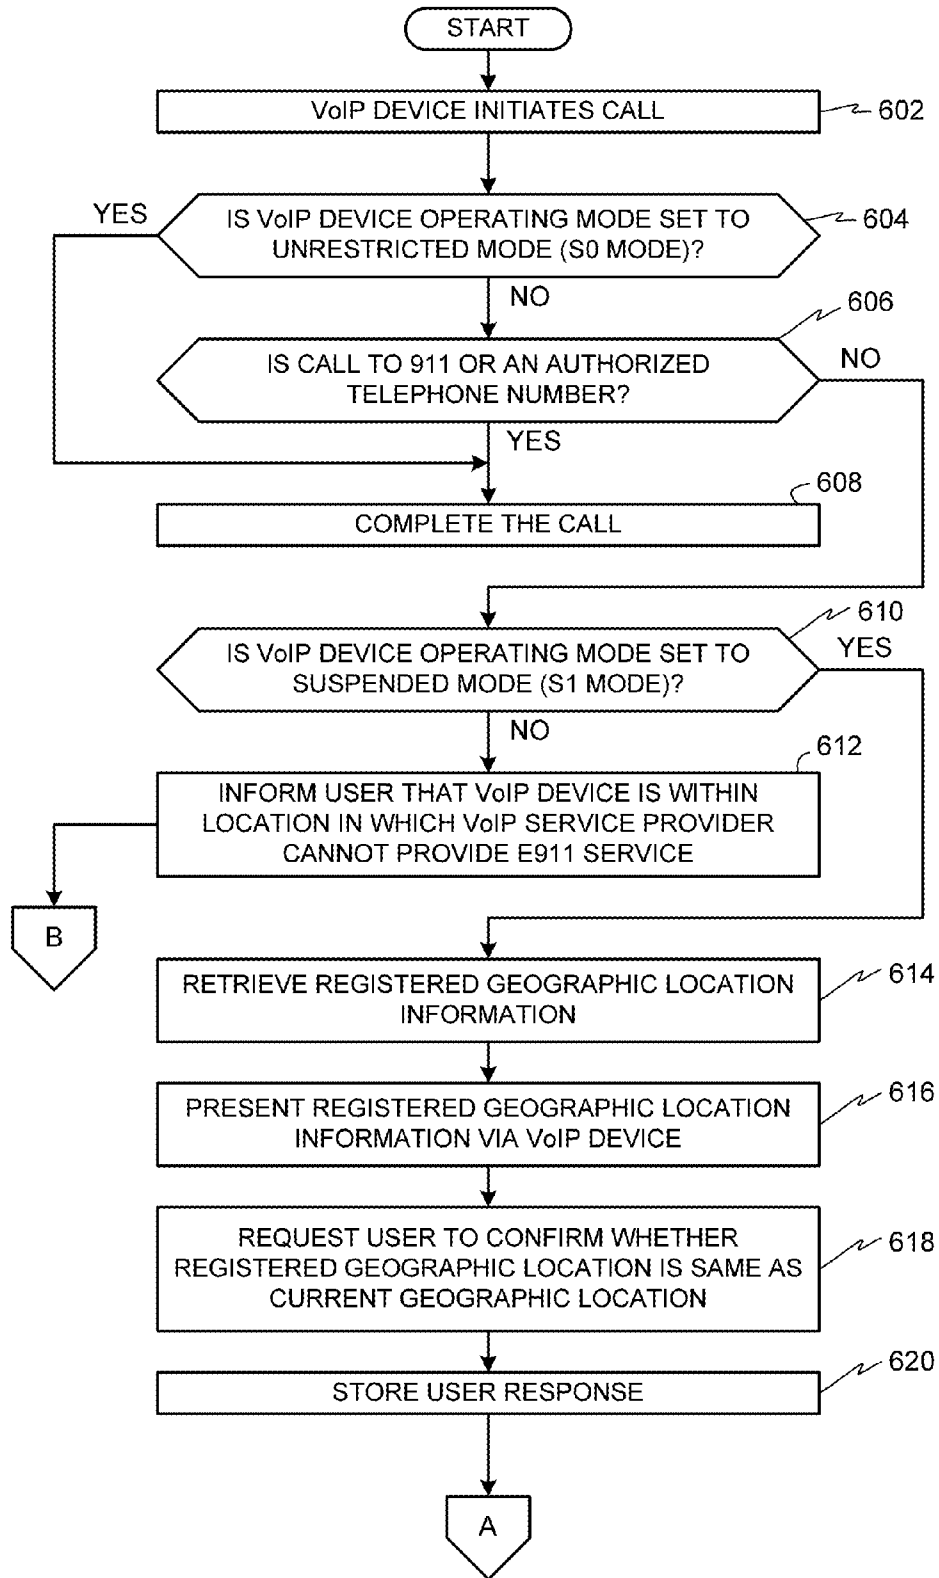 START
VoIP DEVICE INITIATES CALL
602
YES
IS VoIP DEVICE OPERATING MODE SET TO
UNRESTRICTED MODE (S0 MODE)?
604
NO
606
IS CALL TO 911 OR AN AUTHORIZED
TELEPHONE NUMBER?
NO
YES
608
COMPLETE THE CALL
610
IS VoIP DEVICE OPERATING MODE SET TO
SUSPENDED MODE (S1 MODE)?
YES
NO
612
INFORM USER THAT VoIP DEVICE IS WITHIN
LOCATION IN WHICH VoIP SERVICE PROVIDER
CANNOT PROVIDE E911 SERVICE
B
RETRIEVE REGISTERED GEOGRAPHIC LOCATION
INFORMATION
614
PRESENT REGISTERED GEOGRAPHIC LOCATION
INFORMATION VIA VoIP DEVICE
616
REQUEST USER TO CONFIRM WHETHER
REGISTERED GEOGRAPHIC LOCATION IS SAME AS
CURRENT GEOGRAPHIC LOCATION
618
STORE USER RESPONSE
620
A